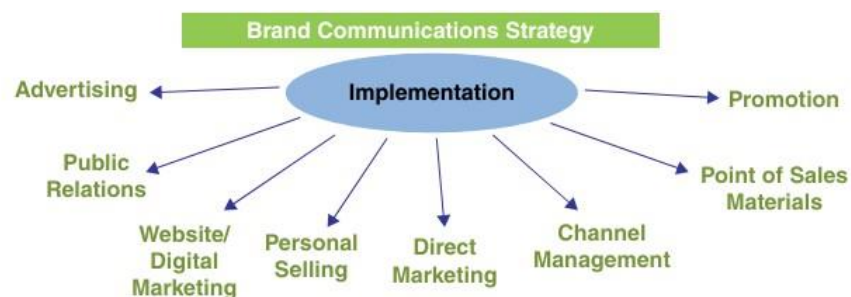 Brand Communications Strategy
Implementation
Advertising
Public
Relations
Website/
Digital
Marketing
Personal
Selling
Direct
Marketing
Channel
Management
Point of Sales
Materials
Promotion